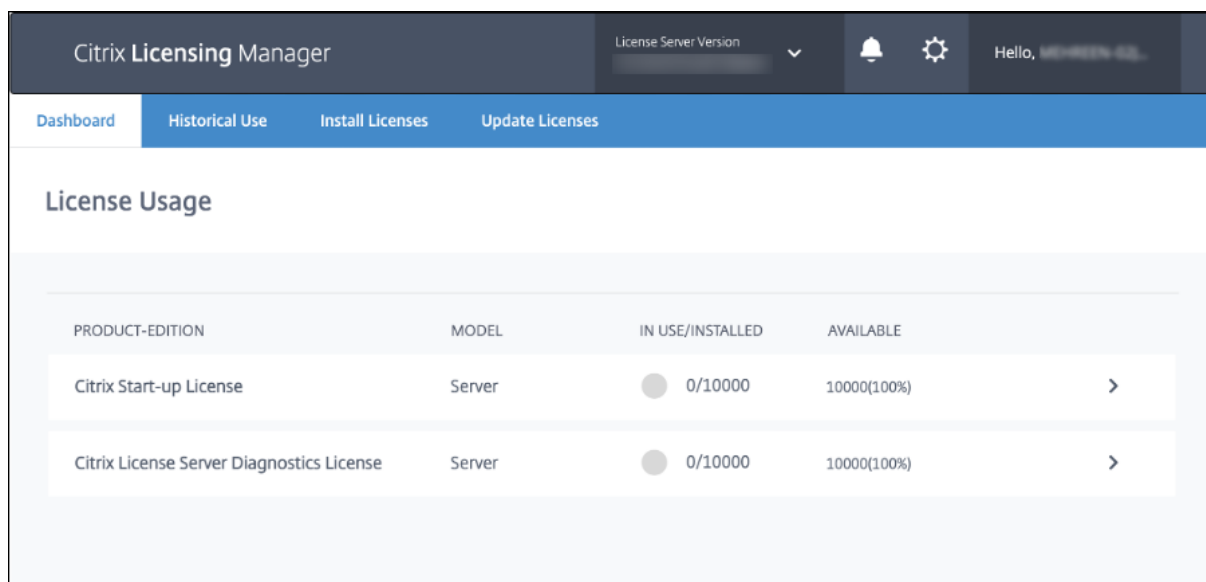 Citrix Licensing Manager
License Server Version
Hello,
Dashboard Historical Use Install Licenses Update Licenses
License Usage
PRODUCT-EDITION MODEL IN USE/INSTALLED AVAILABLE
Citrix Start-up License Server 0/10000 10000(100%)
Citrix License Server Diagnostics License Server 0/10000 10000(100%)